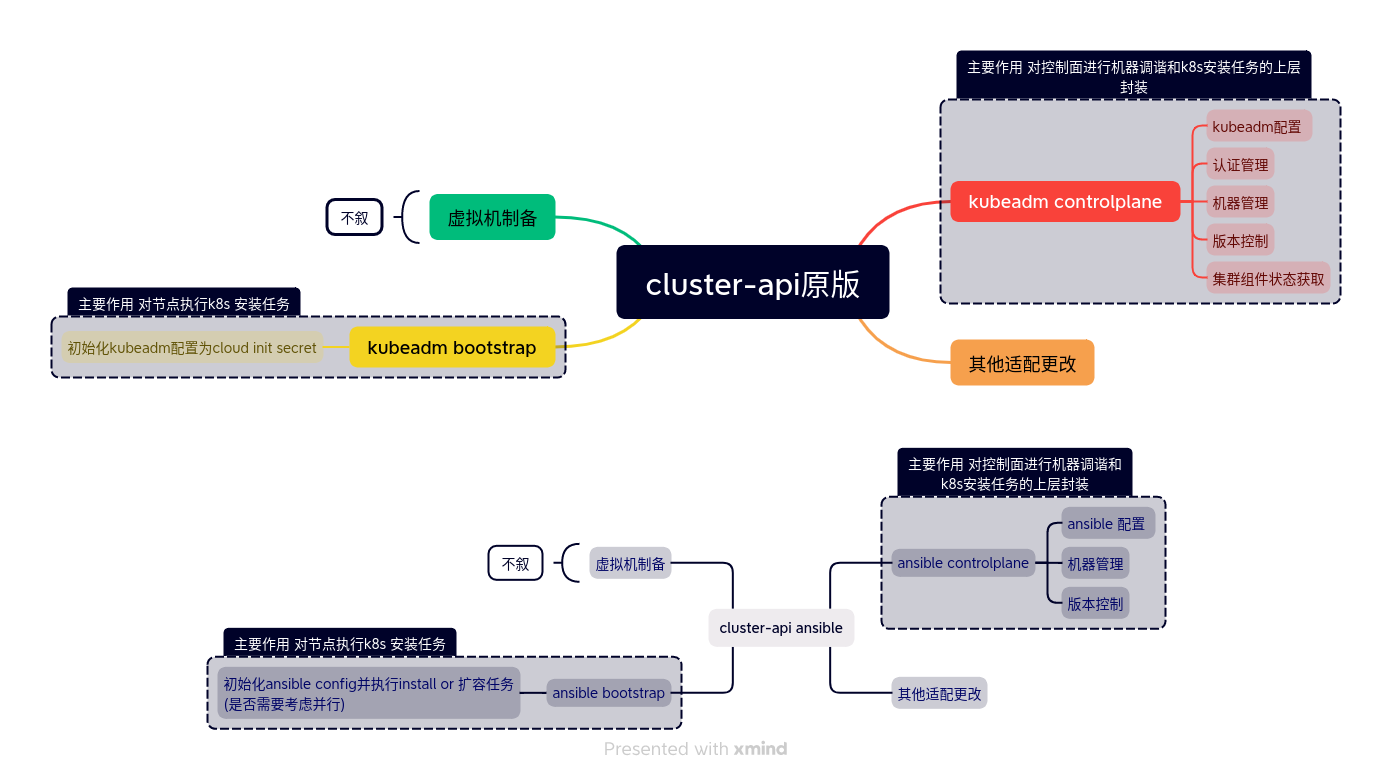 主要作用 对控制面进行机器调谐和k8s安装任务的上层
封装
kubeadm配置
认证管理
kubeadm controlplane
机器管理
版本控制
集群组件状态获取
虚拟机制备
不叙
cluster-api原版
主要作用 对节点执行k8s 安装任务
初始化kubeadm配置为cloud init secret
kubeadm bootstrap
其他适配更改
主要作用 对控制面进行机器调谐和
k8s安装任务的上层封装
ansible 配置
ansible controlplane
机器管理
版本控制
不叙
虚拟机制备
cluster-api ansible
主要作用 对节点执行k8s 安装任务
初始化ansible config并执行install or 扩容任务
(是否需要考虑并行)
ansible bootstrap
其他适配更改
Presented with xmind